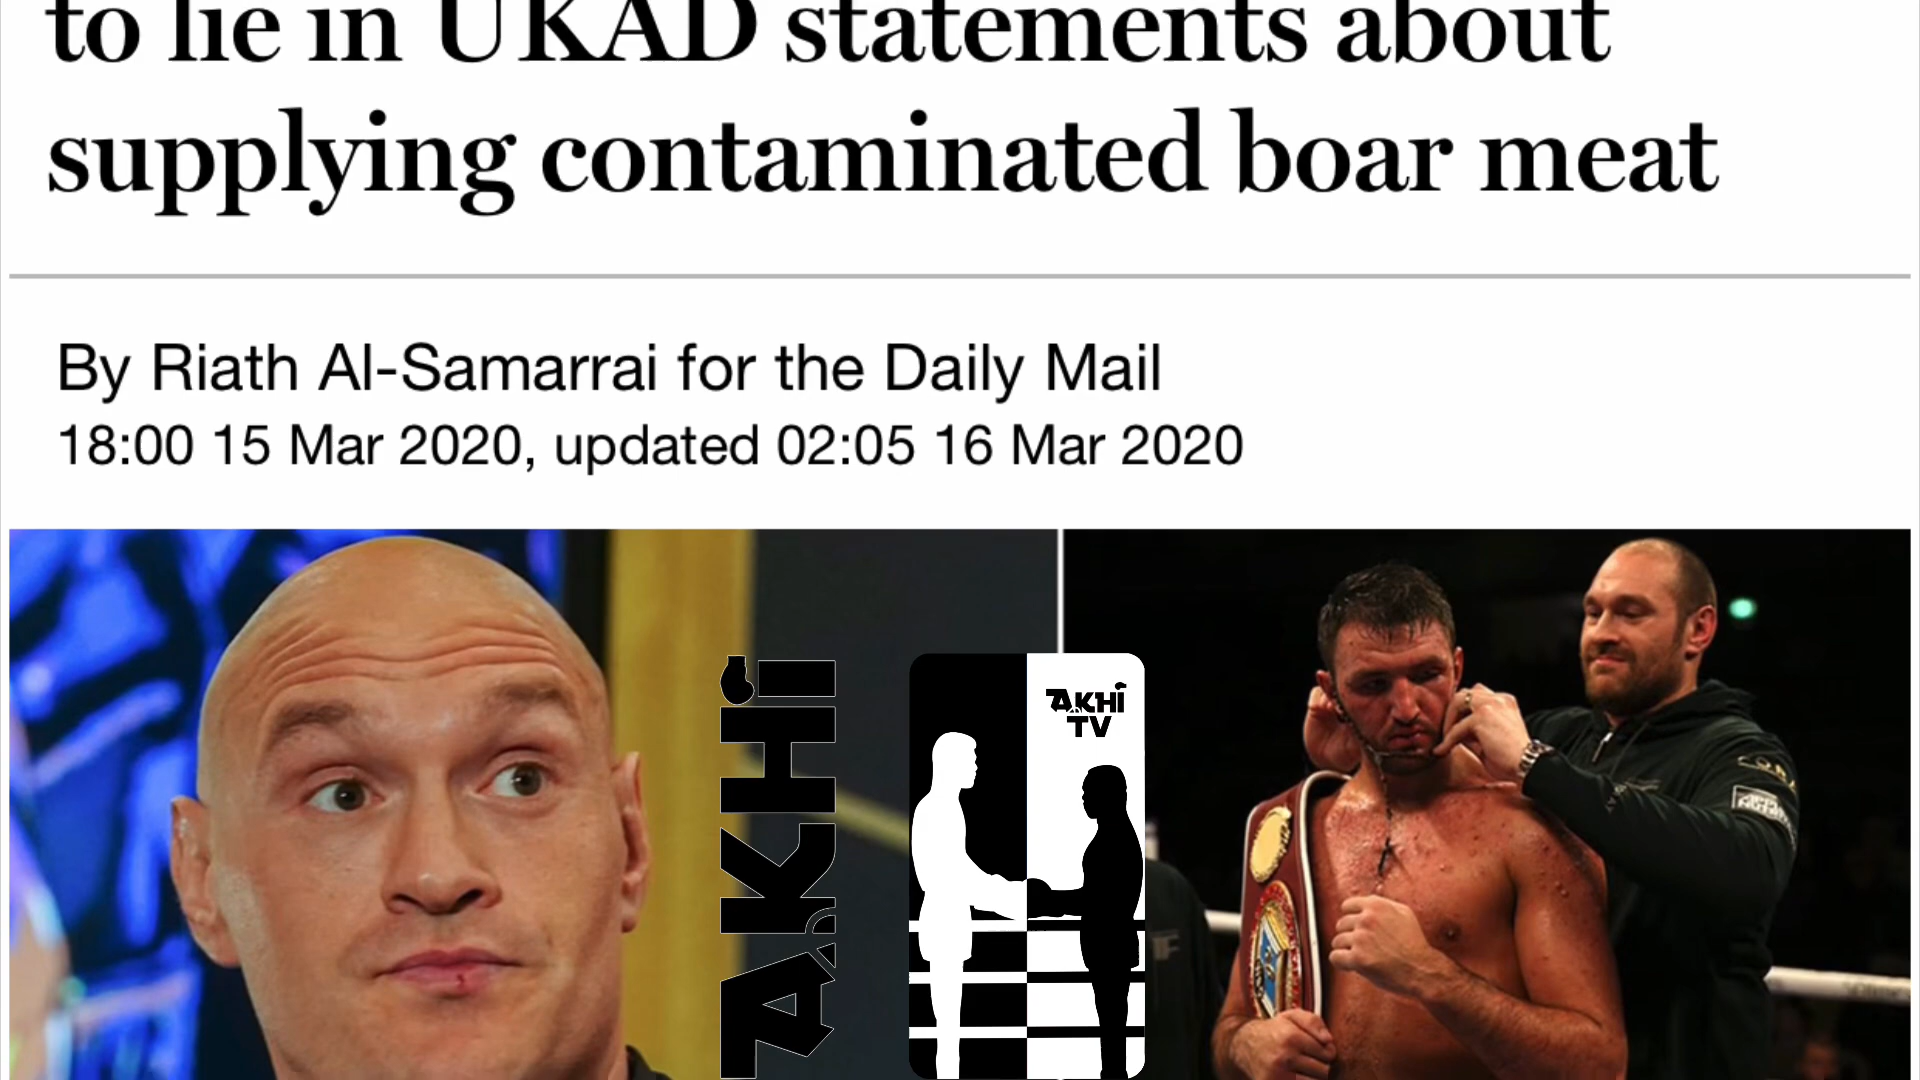 to lie in UKAD statements about
supplying contaminated boar meat
By Riath Al-Samarrai for the Daily Mail
18:00 15 Mar 2020, updated 02:05 16 Mar 2020
AKHi
AKHi
TV